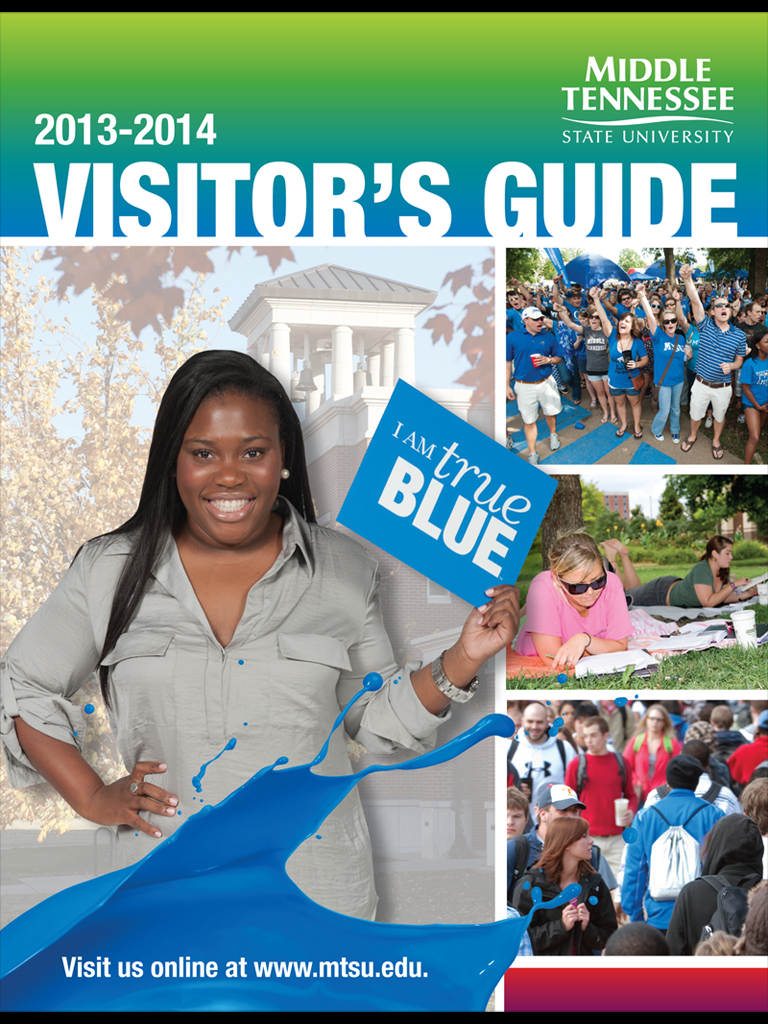 MIDDLE
TENNESSEE
STATE UNIVERSITY
2013-2014
VISITOR'S GUIDE
I AM true
BLUE
Visit us online at www.mtsu.edu.